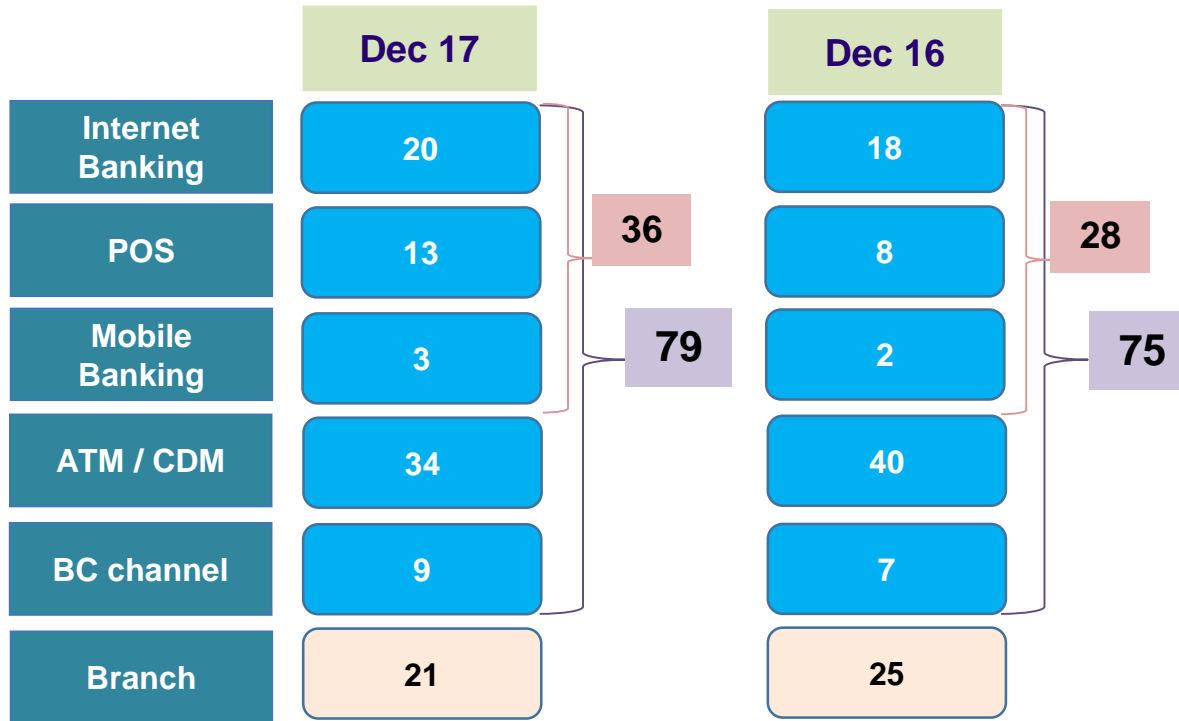 Dec 17
Dec 16
Internet
Banking
20
18
POS
13
36
8
28
Mobile
Banking
3
79
2
75
ATM / CDM
34
40
BC channel
9
7
Branch
21
25